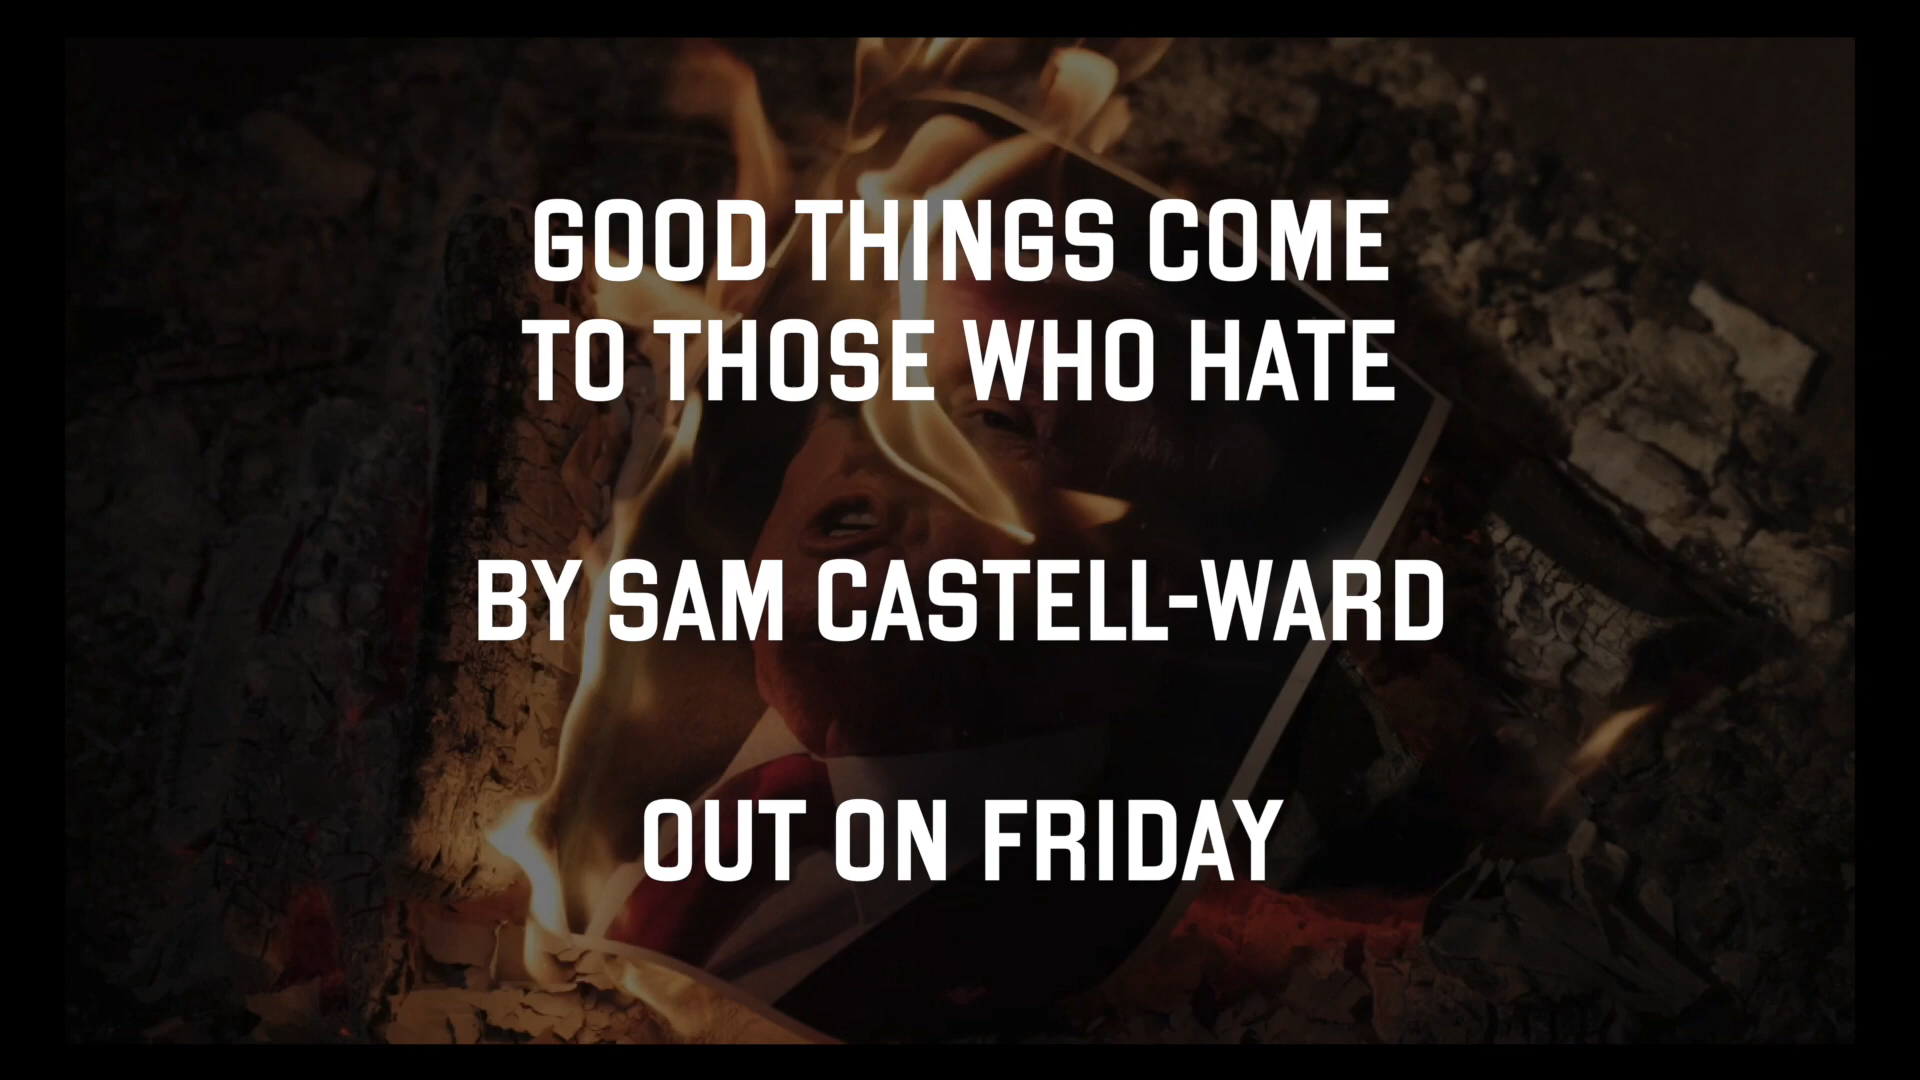 GOOD THINGS COME
TO THOSE WHO HATE
BY SAM CASTELL-WARD
OUT ON FRIDAY